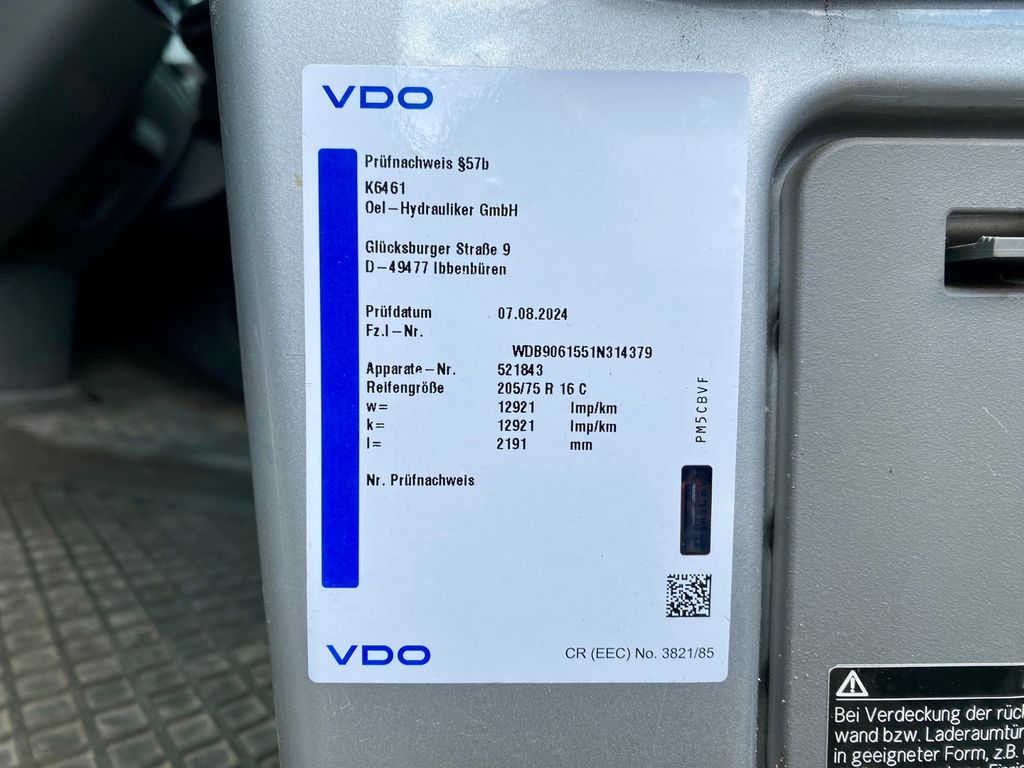 VDO
Prüfnachweis §57b
K6461
Oel-Hydrauliker GmbH
Glücksburger Straße 9
D-49477 Ibbenbüren
Prüfdatum 07.08.2024
Fz.I-Nr.
WDB9061551N314379
Apparate-Nr. 521843
Reifengröße 205/75 R 16 C
w= 12921 Imp/km
k= 12921 Imp/km
l= 2191 mm
Nr. Prüfnachweis
PM5CBVF
VDO
CR (EEC) No. 3821/85
Bei Verdeckung der rück
wand bzw. Laderaumtür
in geeigneter Form, z.B.